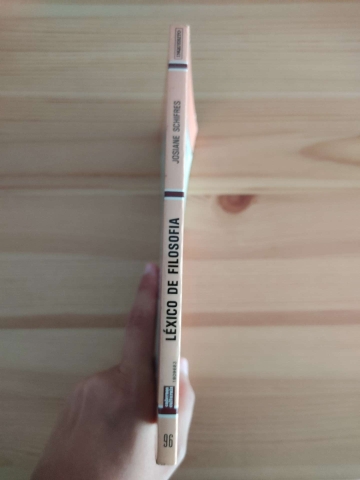 JOSIANE SCHIFRES
LÉXICO DE FILOSOFIA
96